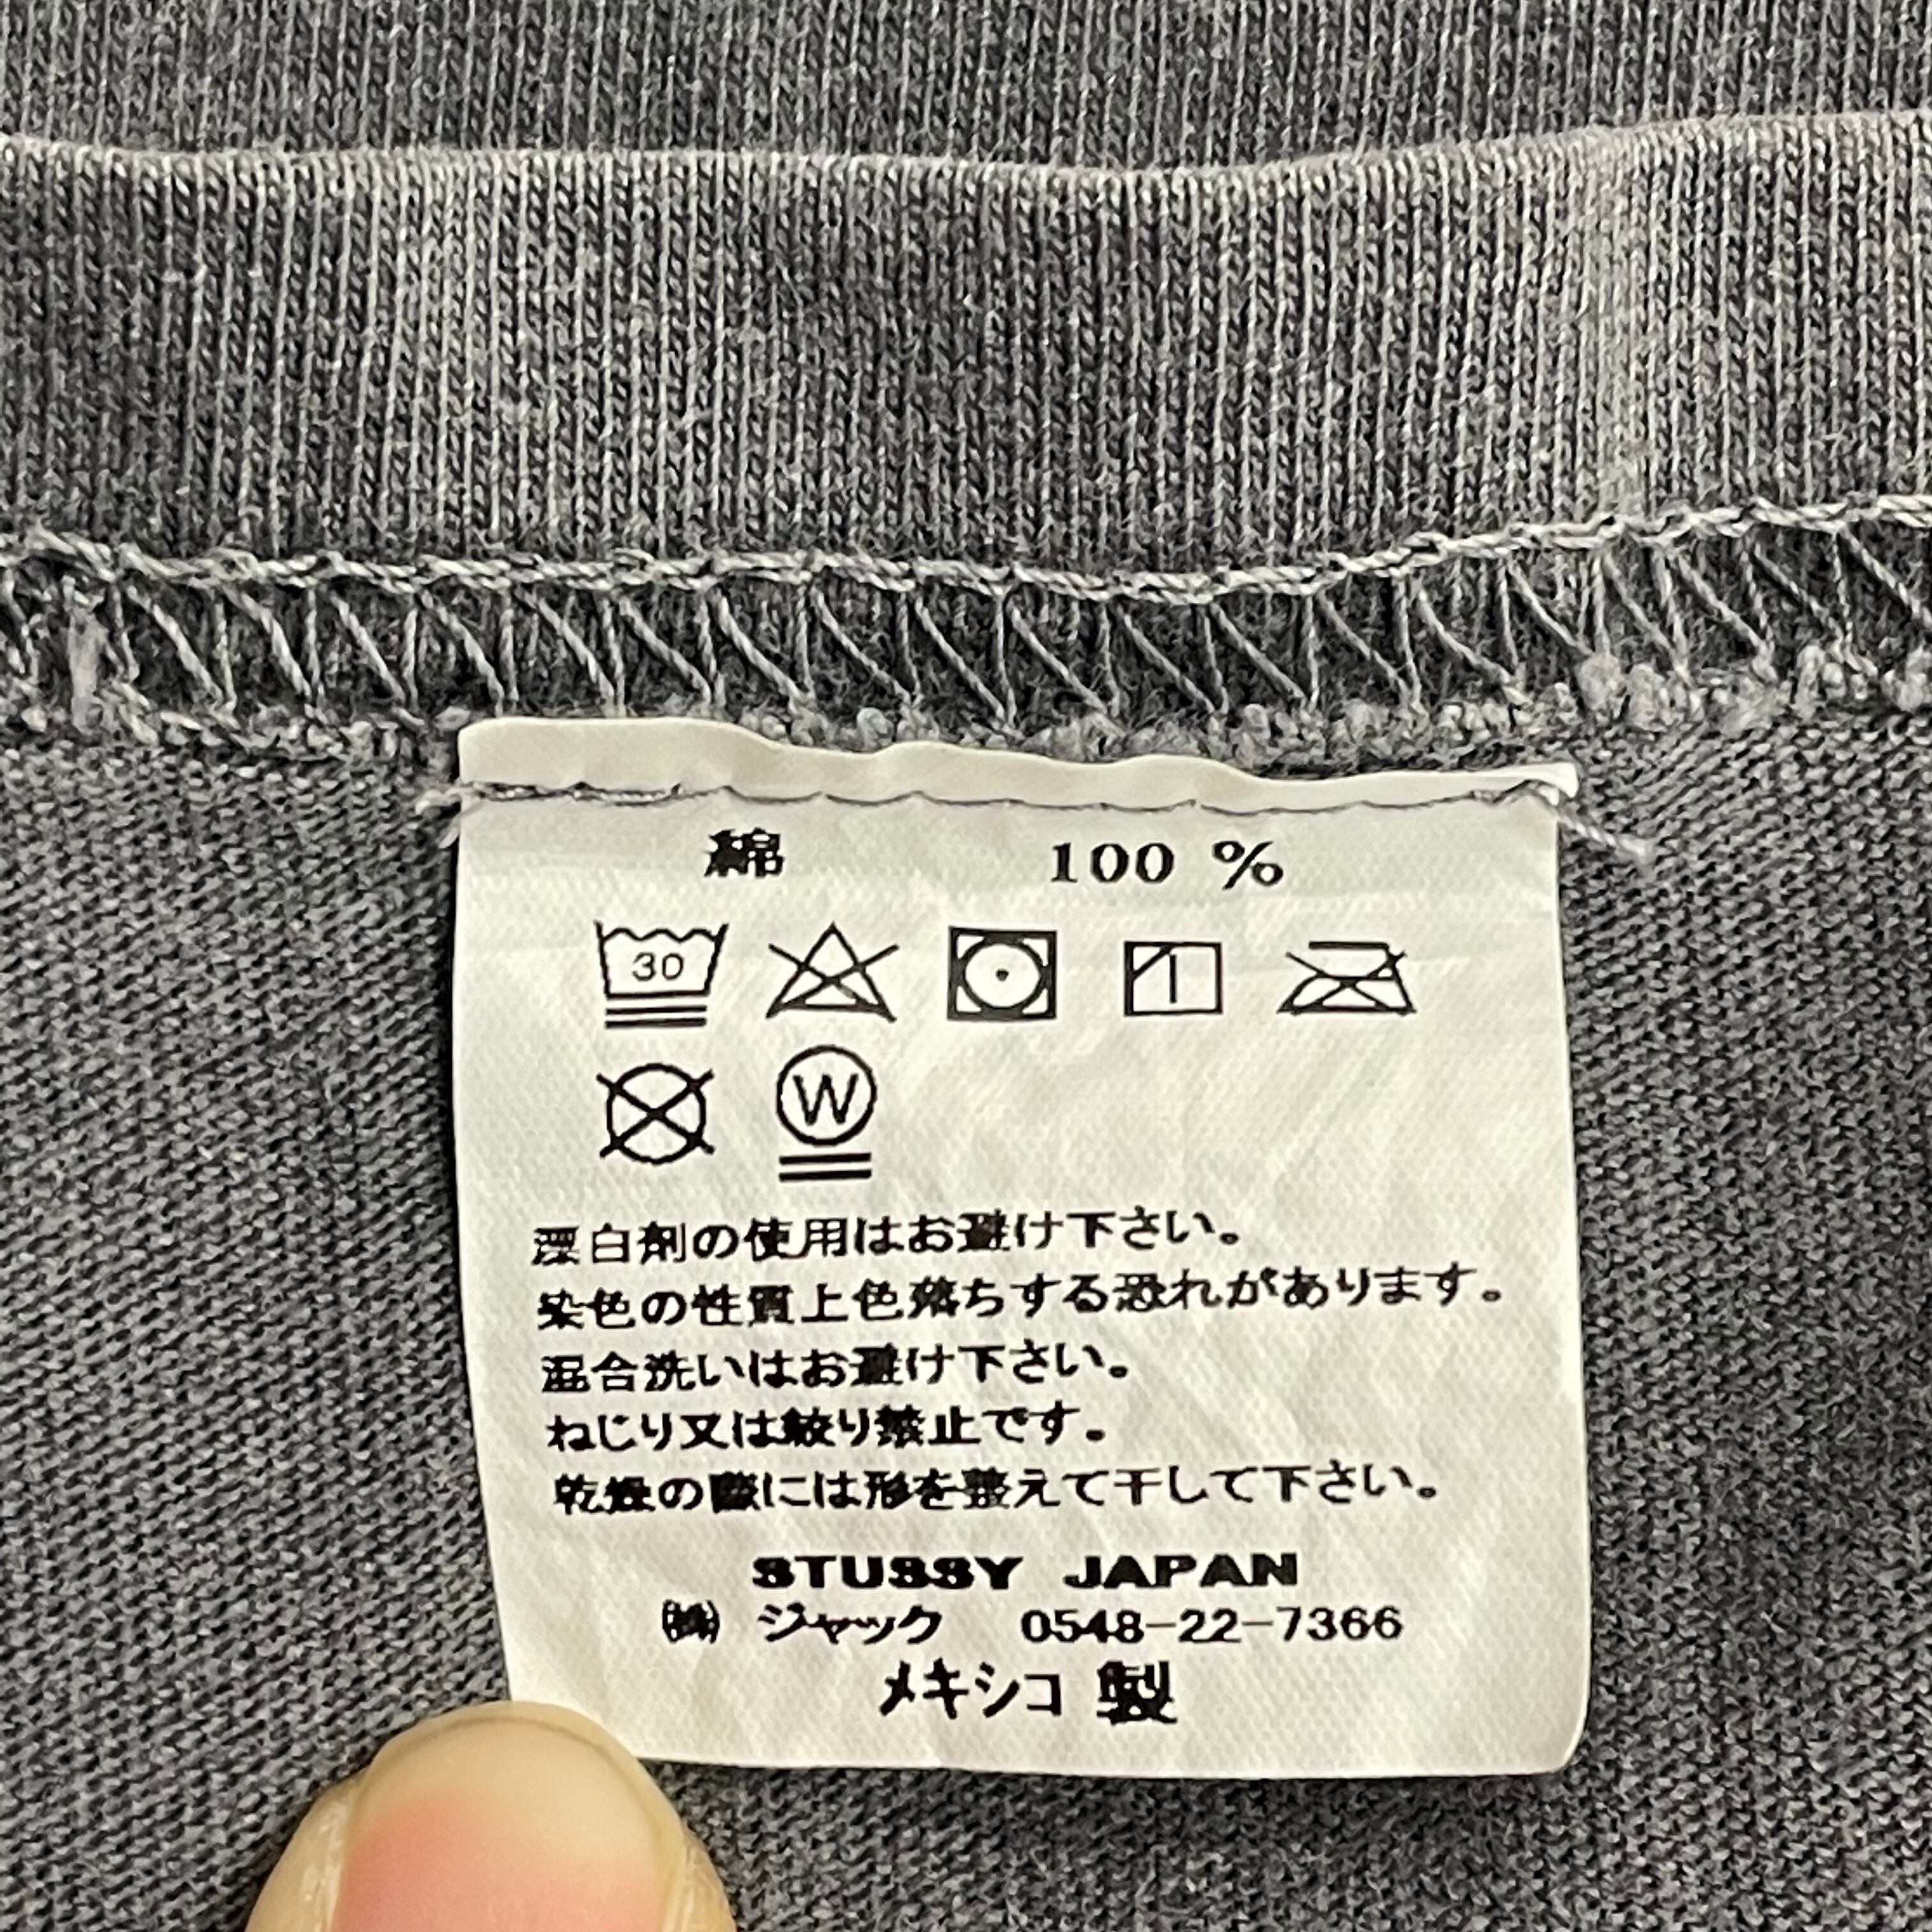 綿 100 %
30
W
漂白剤の使用はお避け下さい。
染色の性質上色落ちする恐れがあります。
混合洗いはお避け下さい。
ねじり又は絞り禁止です。
乾燥の際には形を整えて干して下さい。
STUSSY JAPAN
㈱ ジャック 0548-22-7366
メキシコ 製